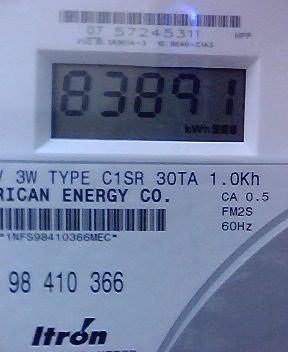 07 57245311
HPP
83891
kWh
V 3W TYPE C1SR 30TA 1.0Kh
RICAN ENERGY CO.
CA 0.5
FM2S
60Hz
*1NFS98410366MEC*
98 410 366
Itron